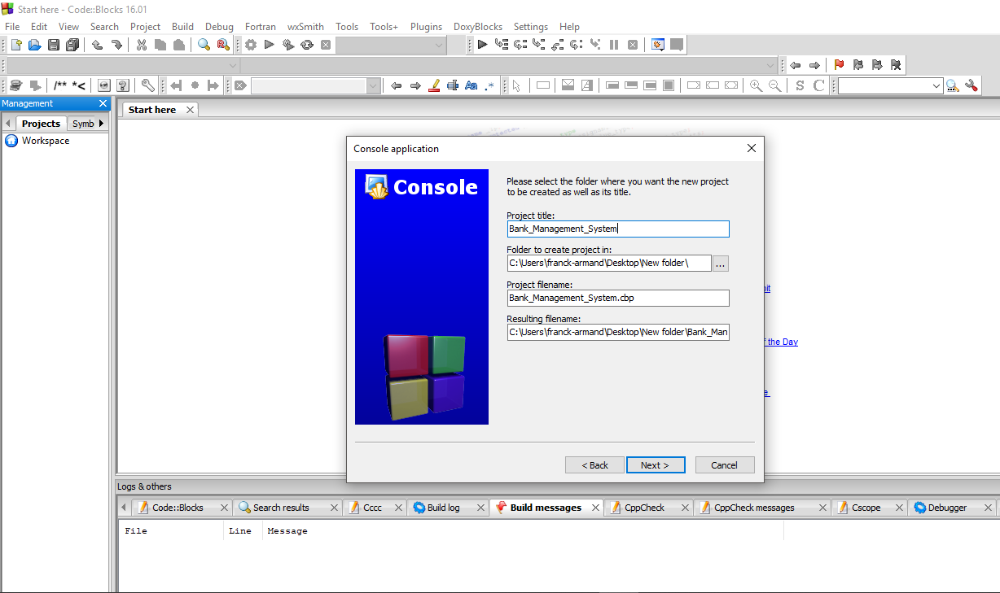 Start here - Code::Blocks 16.01
File Edit View Search Project Build Debug Fortran wxSmith Tools Tools+ Plugins DoxyBlocks Settings Help
/** *<
Aa .*
S C
Management
Projects Symb
Workspace
Start here
Console application
Console
Please select the folder where you want the new project
to be created as well as its title.
Project title:
Bank_Management_System
Folder to create project in:
C:\Users\franck-armand\Desktop\New folder\
...
Project filename:
Bank_Management_System.cbp
Resulting filename:
C:\Users\franck-armand\Desktop\New folder\Bank_Man
the Day
< Back Next > Cancel
Logs & others
Code::Blocks Search results Cccc Build log Build messages CppCheck CppCheck messages Cscope Debugger
File Line Message